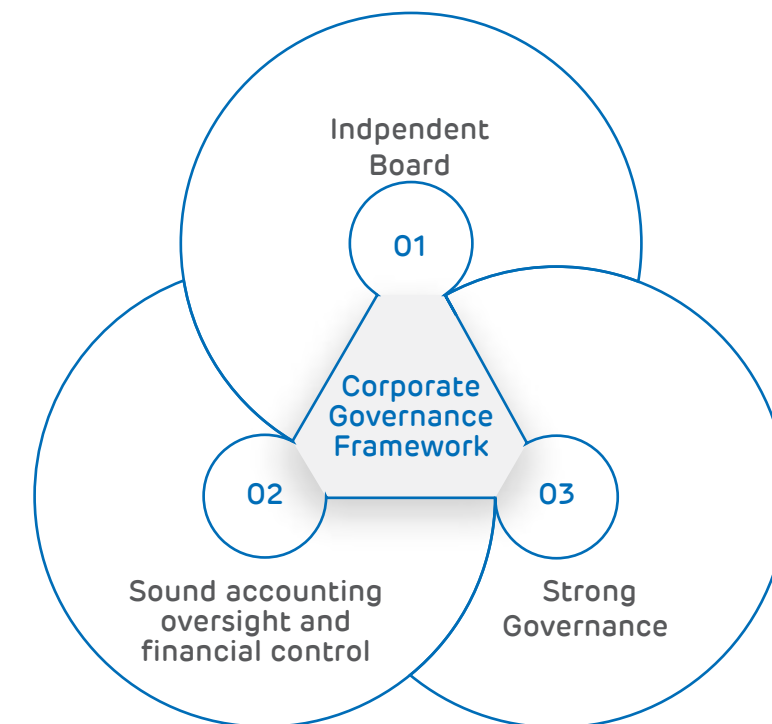 Indpendent
Board
01
Corporate
Governance
Framework
02
03
Sound accounting
oversight and
financial control
Strong
Governance